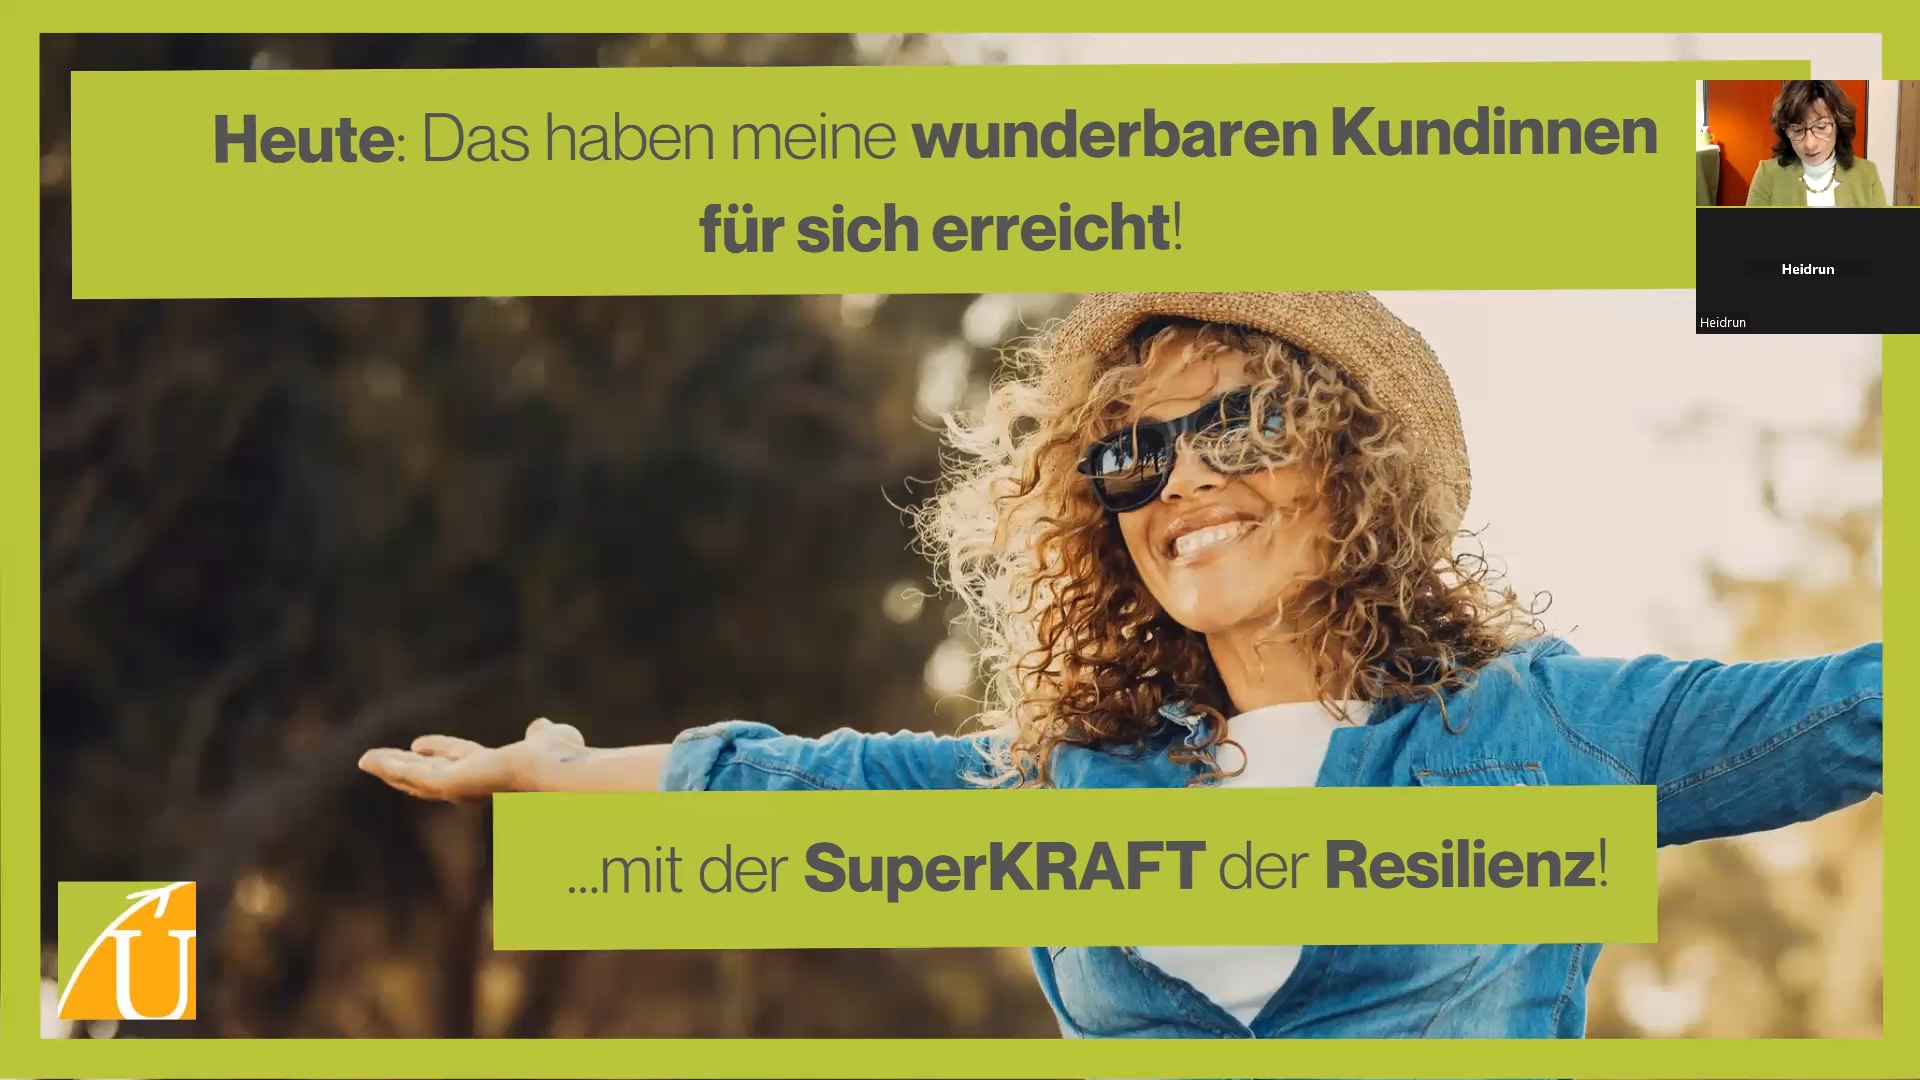 Heute: Das haben meine wunderbaren Kundinnen
für sich erreicht!
Heidrun
Heidrun
...mit der SuperKRAFT der Resilienz!
U